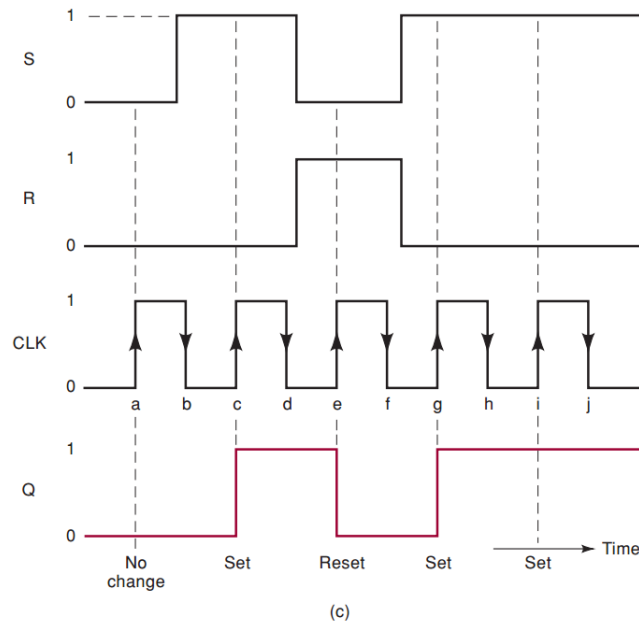 1
S
0
1
R
0
1
CLK
0
a b c d e f g h i j
1
Q
0
Time
No change
Set
Reset
Set
Set
(c)